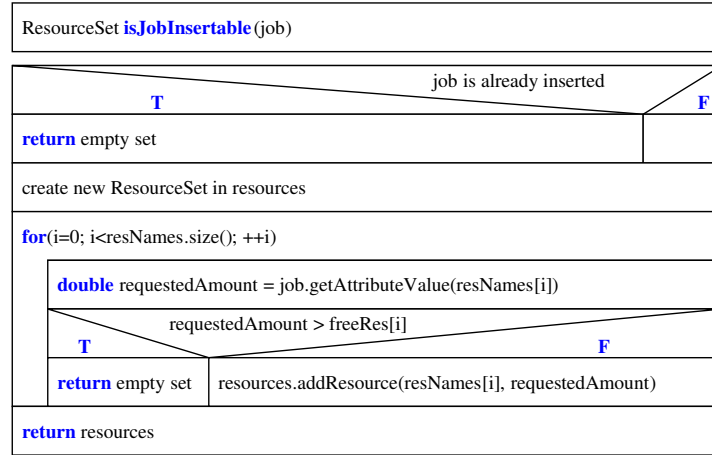 ResourceSet isJobInsertable(job)
job is already inserted
T
F
return empty set
create new ResourceSet in resources
for(i=0; i<resNames.size(); ++i)
double requestedAmount = job.getAttributeValue(resNames[i])
requestedAmount > freeRes[i]
T
F
return empty set
resources.addResource(resNames[i], requestedAmount)
return resources